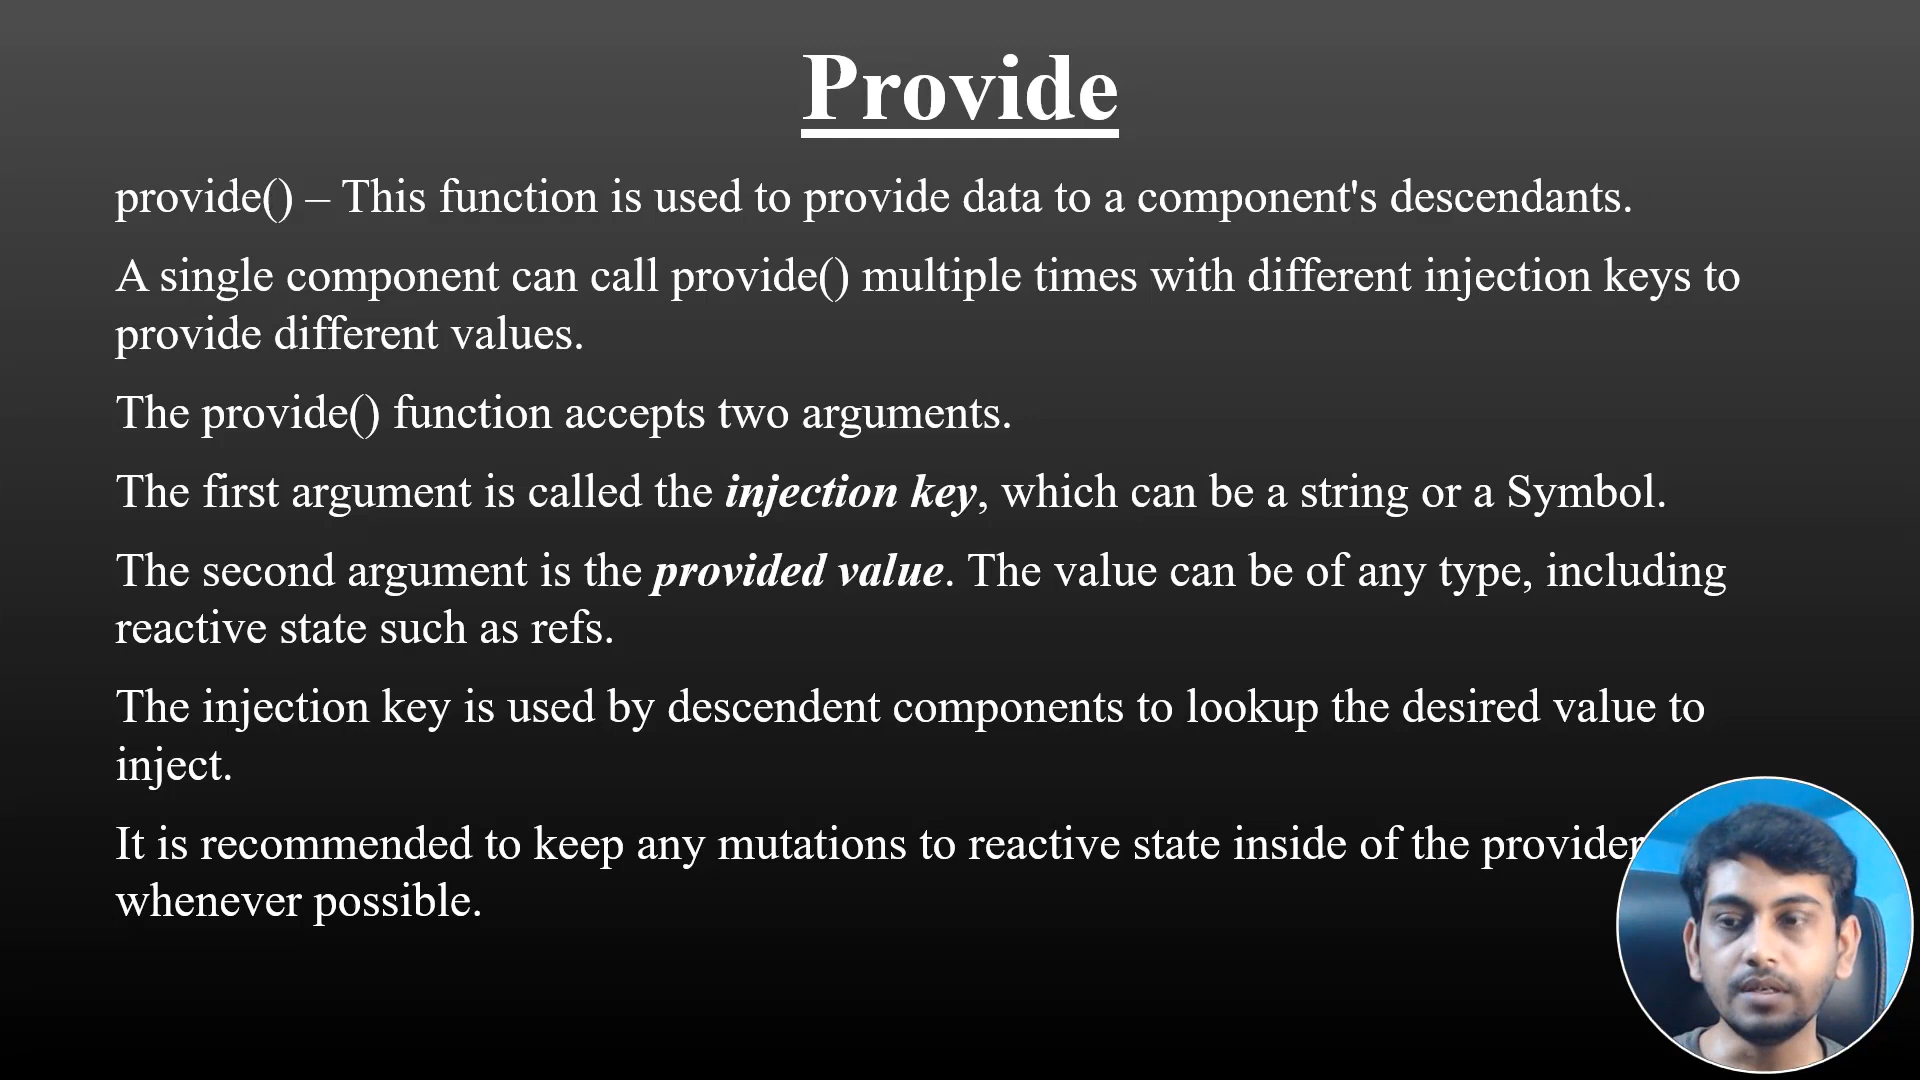 Provide
provide() – This function is used to provide data to a component's descendants.
A single component can call provide() multiple times with different injection keys to
provide different values.
The provide() function accepts two arguments.
The first argument is called the injection key, which can be a string or a Symbol.
The second argument is the provided value. The value can be of any type, including
reactive state such as refs.
The injection key is used by descendent components to lookup the desired value to
inject.
It is recommended to keep any mutations to reactive state inside of the provider
whenever possible.